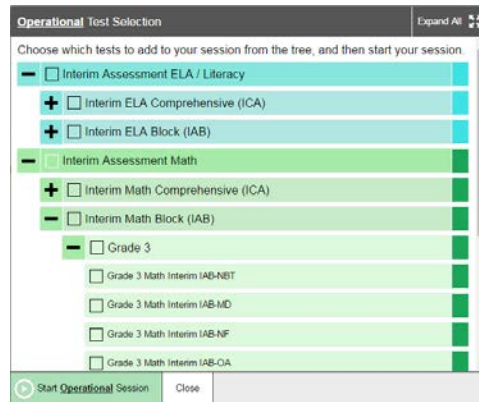 Operational Test Selection Expand All
Choose which tests to add to your session from the tree, and then start your session.
Interim Assessment ELA / Literacy
Interim ELA Comprehensive (ICA)
Interim ELA Block (IAB)
Interim Assessment Math
Interim Math Comprehensive (ICA)
Interim Math Block (IAB)
Grade 3
Grade 3 Math Interim IAB-NBT
Grade 3 Math Interim IAB-MD
Grade 3 Math Interim IAB-NF
Grade 3 Math Interim IAB-OA
Start Operational Session Close